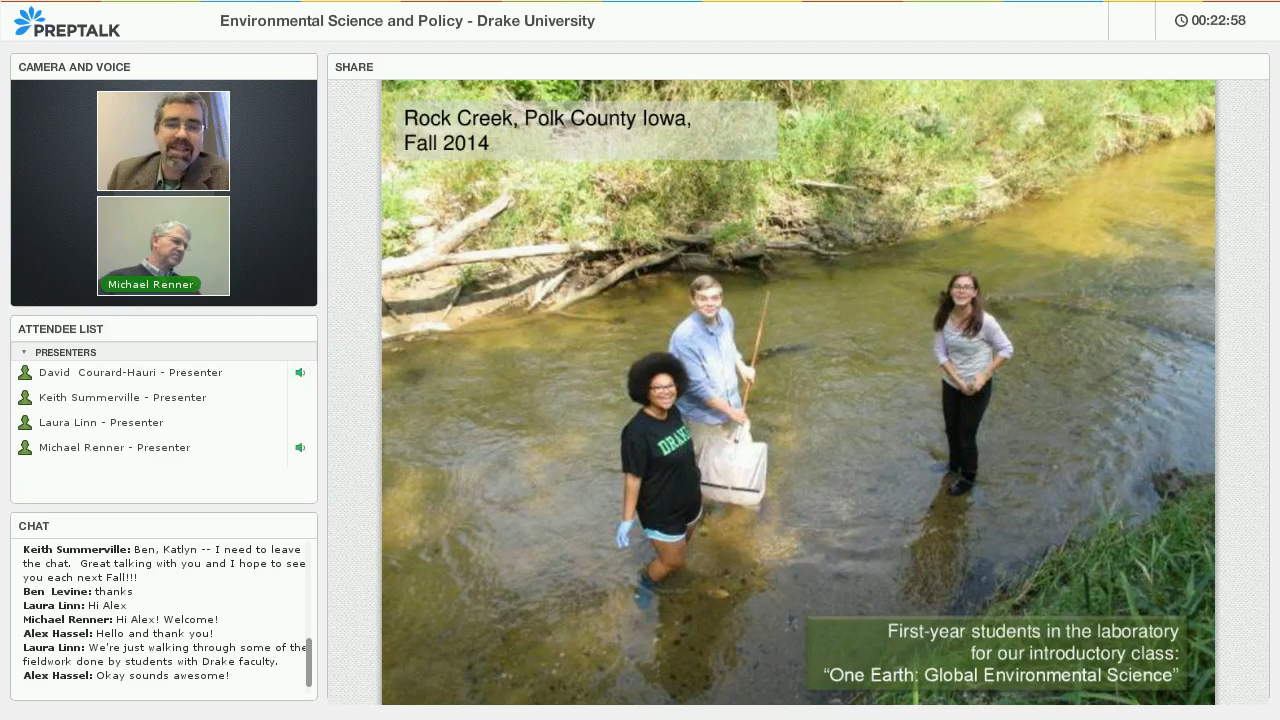 PREPTALK
Environmental Science and Policy - Drake University
00:22:58
CAMERA AND VOICE
Michael Renner
ATTENDEE LIST
PRESENTERS
David  Courard-Hauri - Presenter
Keith Summerville - Presenter
Laura Linn - Presenter
Michael Renner - Presenter
CHAT
Keith Summerville: Ben, Katlyn -- I need to leave
the chat.  Great talking with you and I hope to see
you each next Fall!!!
Ben  Levine: thanks
Laura Linn: Hi Alex
Michael Renner: Hi Alex! Welcome!
Alex Hassel: Hello and thank you!
Laura Linn: We're just walking through some of the
fieldwork done by students with Drake faculty.
Alex Hassel: Okay sounds awesome!
SHARE
Rock Creek, Polk County Iowa,
Fall 2014
DRAKE
First-year students in the laboratory
for our introductory class:
“One Earth: Global Environmental Science”